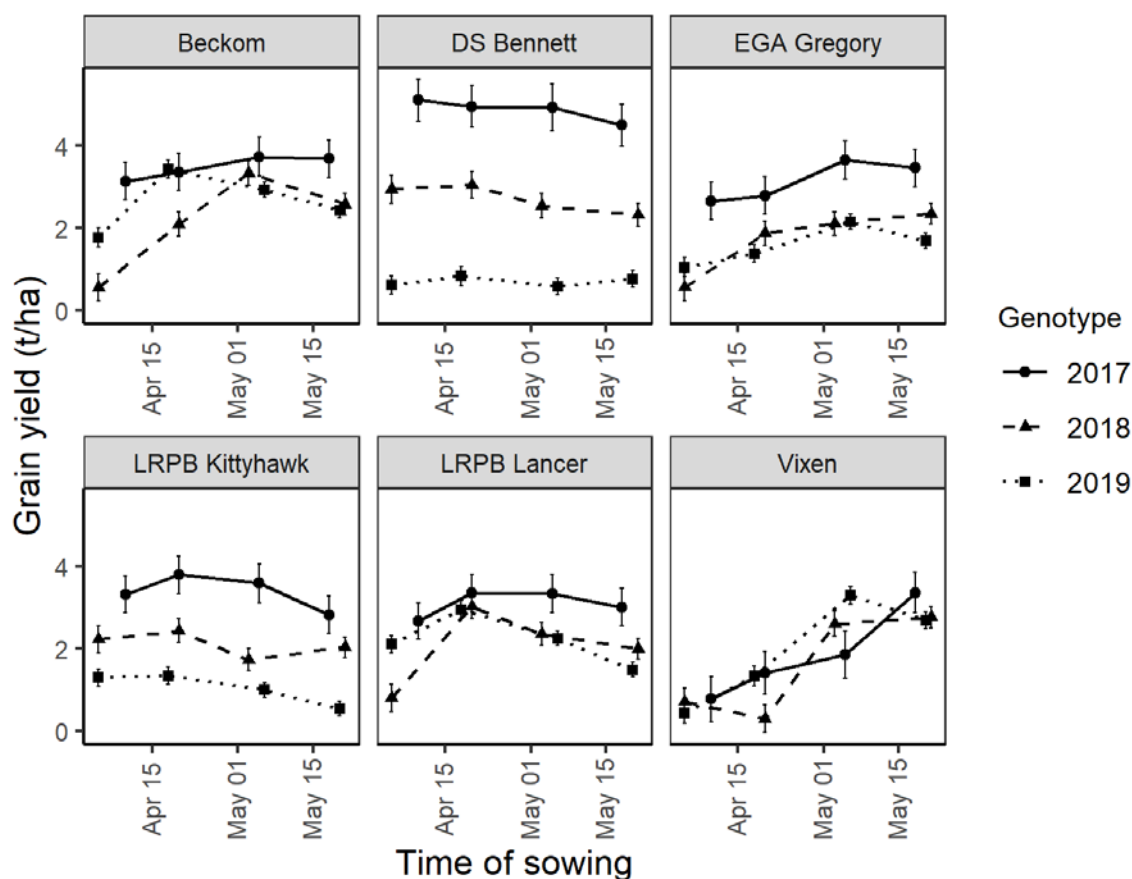 Beckom
DS Bennett
EGA Gregory
Grain yield (t/ha)
4
2
0
Apr 15
May 01
May 15
Apr 15
May 01
May 15
Apr 15
May 01
May 15
LRPB Kittyhawk
LRPB Lancer
Vixen
4
2
0
Apr 15
May 01
May 15
Apr 15
May 01
May 15
Apr 15
May 01
May 15
Time of sowing
Genotype
2017
2018
2019